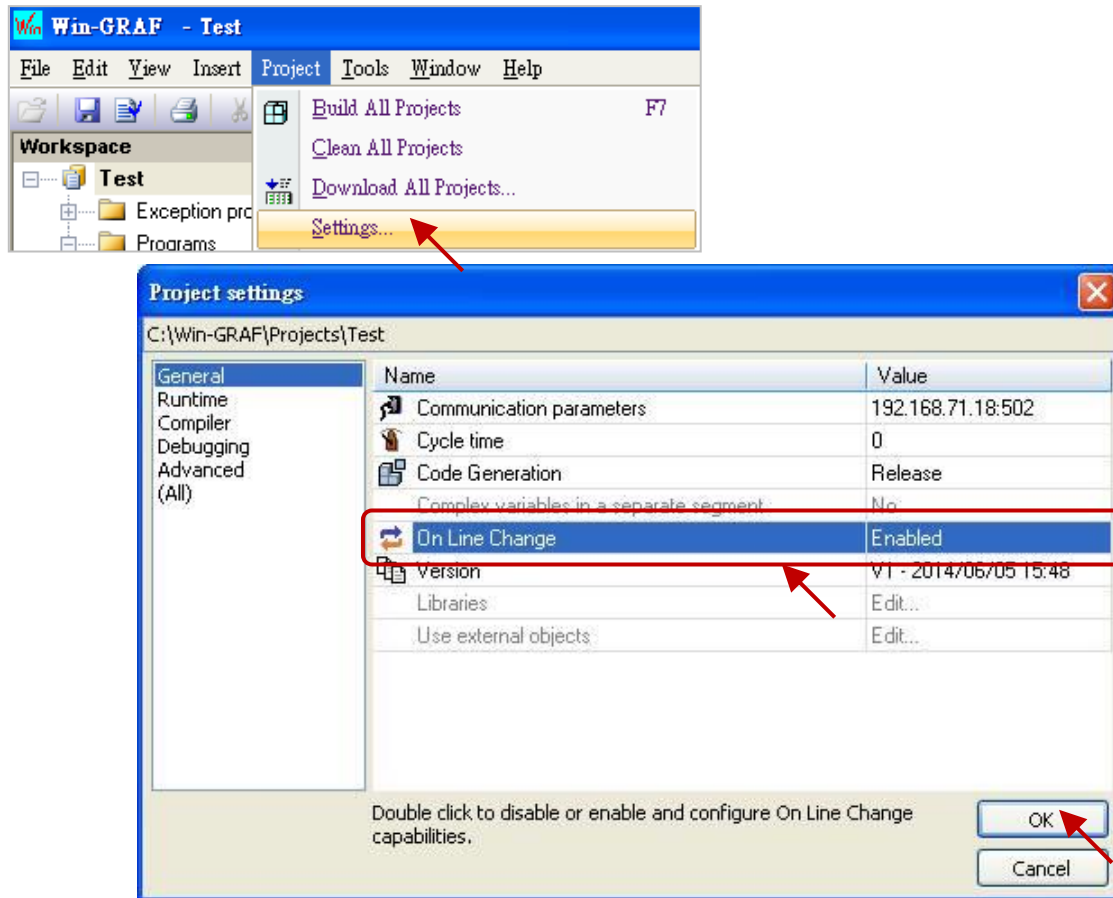 Win Win-GRAF - Test
File Edit View Insert Project Tools Window Help
Build All Projects F7
Workspace
Clean All Projects
Test
Download All Projects...
Exception pro
Settings...
Programs
Project settings
C:\Win-GRAF\Projects\Test
General
Runtime
Compiler
Debugging
Advanced
(All)
Name Value
Communication parameters 192.168.71.18:502
Cycle time 0
Code Generation Release
Complex variables in a separate segment No
On Line Change Enabled
Version V1 - 2014/06/05 15:48
Libraries Edit...
Use external objects Edit...
Double click to disable or enable and configure On Line Change
capabilities.
OK
Cancel